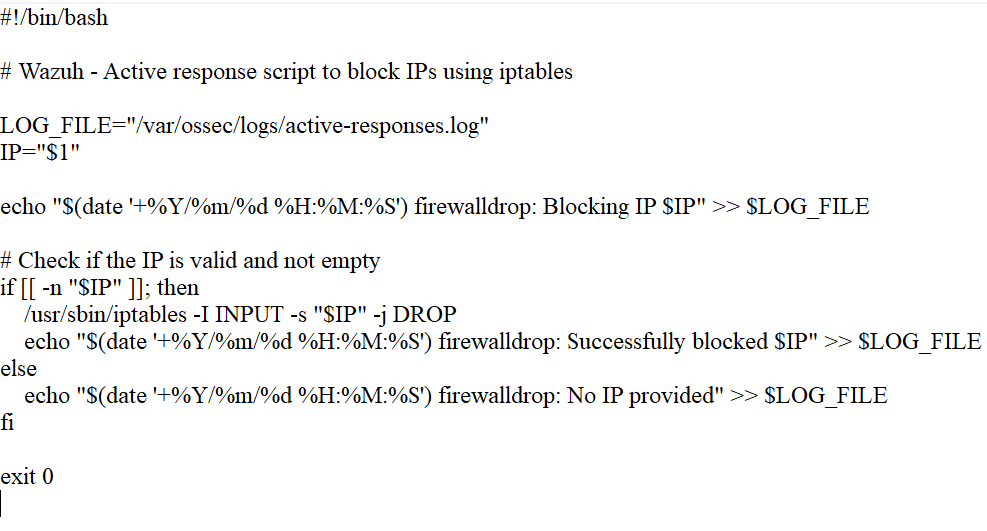 #!/bin/bash
# Wazuh - Active response script to block IPs using iptables
LOG_FILE="/var/ossec/logs/active-responses.log"
IP="$1"
echo "$(date '+%Y/%m/%d %H:%M:%S') firewalldrop: Blocking IP $IP" >> $LOG_FILE
# Check if the IP is valid and not empty
if [[ -n "$IP" ]]; then
    /usr/sbin/iptables -I INPUT -s "$IP" -j DROP
    echo "$(date '+%Y/%m/%d %H:%M:%S') firewalldrop: Successfully blocked $IP" >> $LOG_FILE
else
    echo "$(date '+%Y/%m/%d %H:%M:%S') firewalldrop: No IP provided" >> $LOG_FILE
fi
exit 0